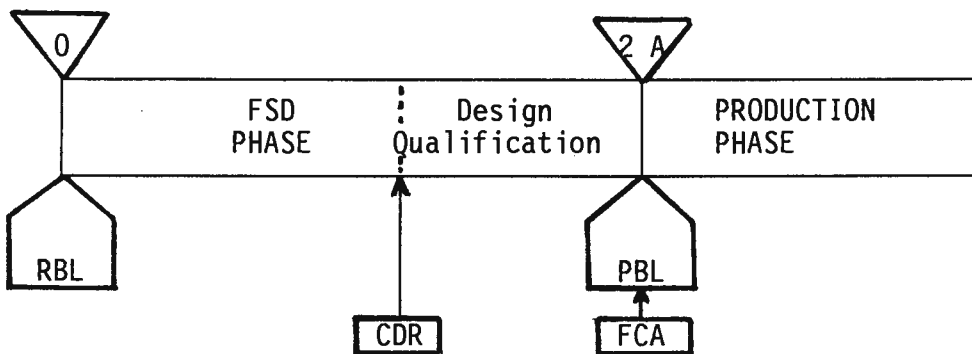 0
2 A
FSD
PHASE
Design
Qualification
PRODUCTION
PHASE
RBL
PBL
CDR
FCA